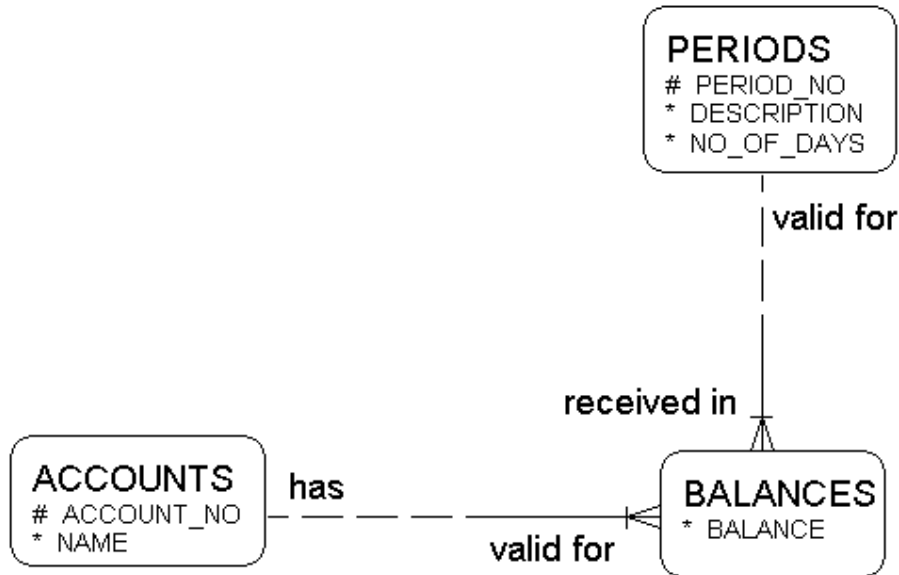 PERIODS
# PERIOD_NO
* DESCRIPTION
* NO_OF_DAYS
valid for
received in
ACCOUNTS
# ACCOUNT_NO
* NAME
has
valid for
BALANCES
* BALANCE